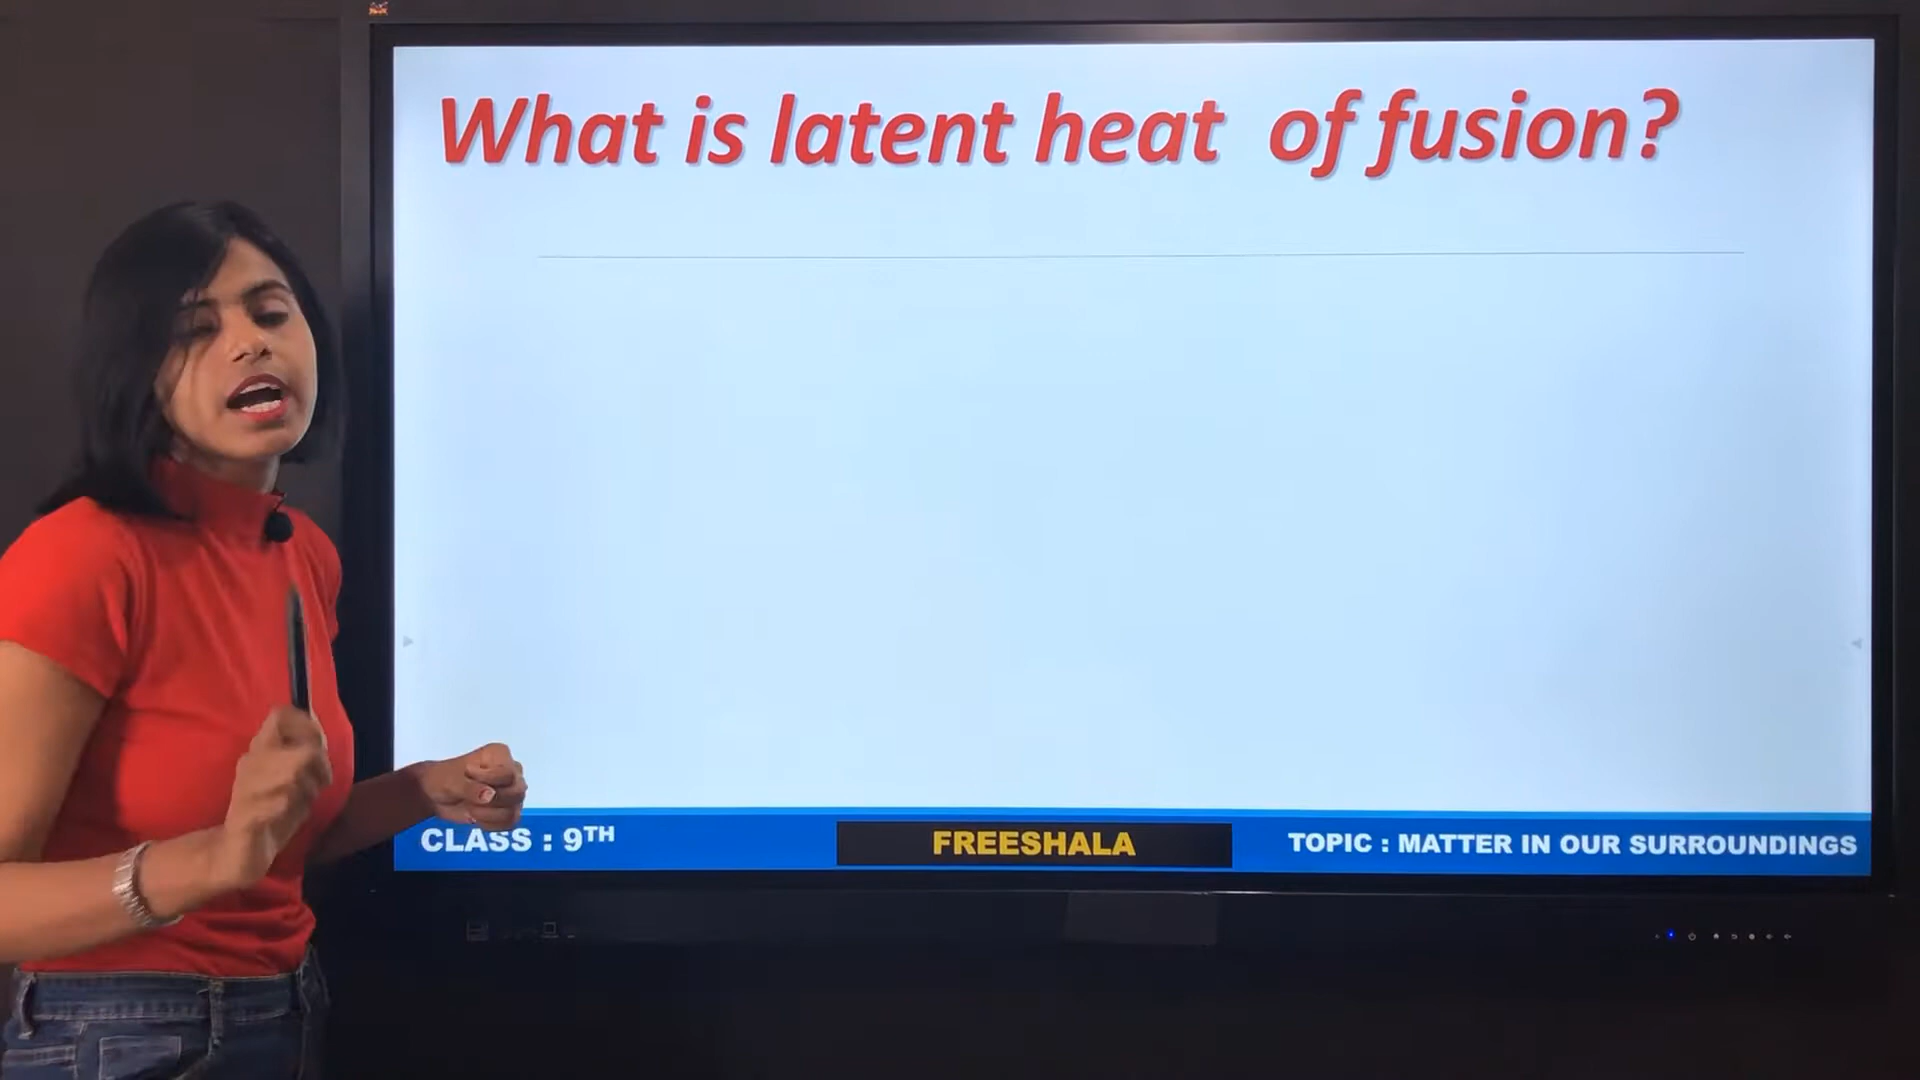 What is latent heat of fusion?
CLASS : 9TH
FREESHALA
TOPIC : MATTER IN OUR SURROUNDINGS